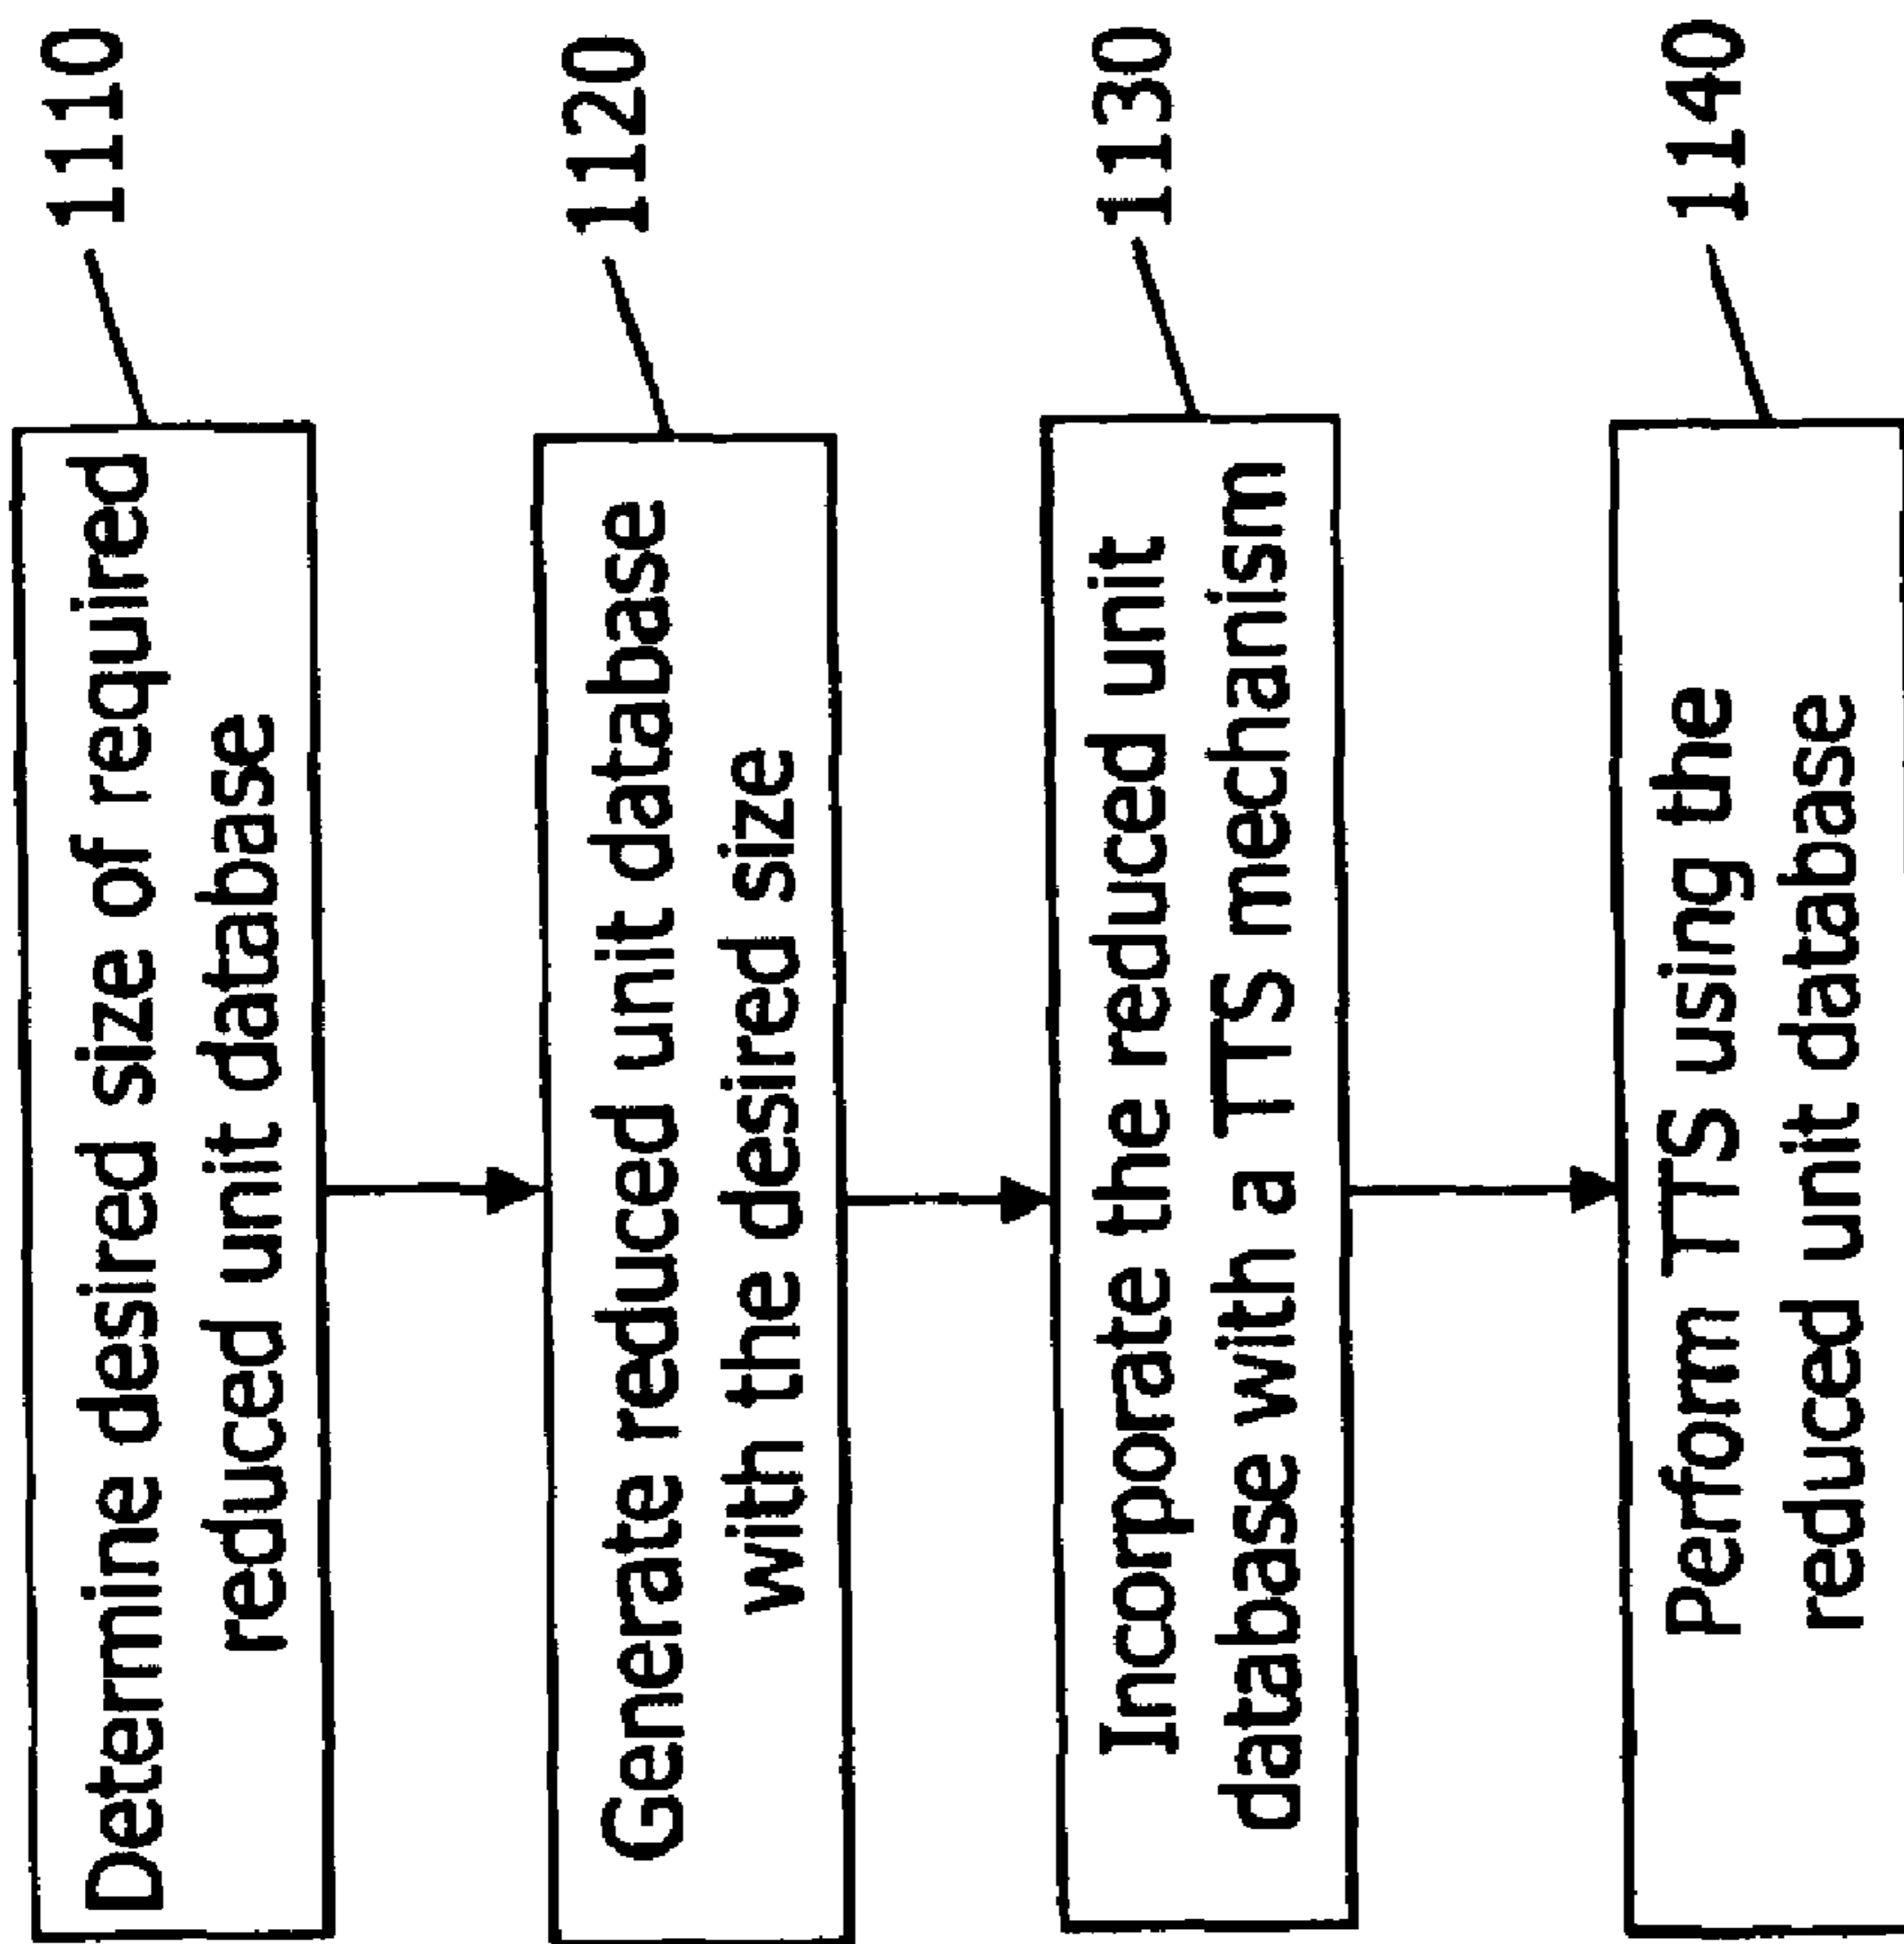 Determine desired size of required
reduced unit database
1110
Generate reduced unit database
with the desired size
1120
Incorporate the reduced unit
database with a TTS mechanism
1130
Perform TTS using the
reduced unit database
1140